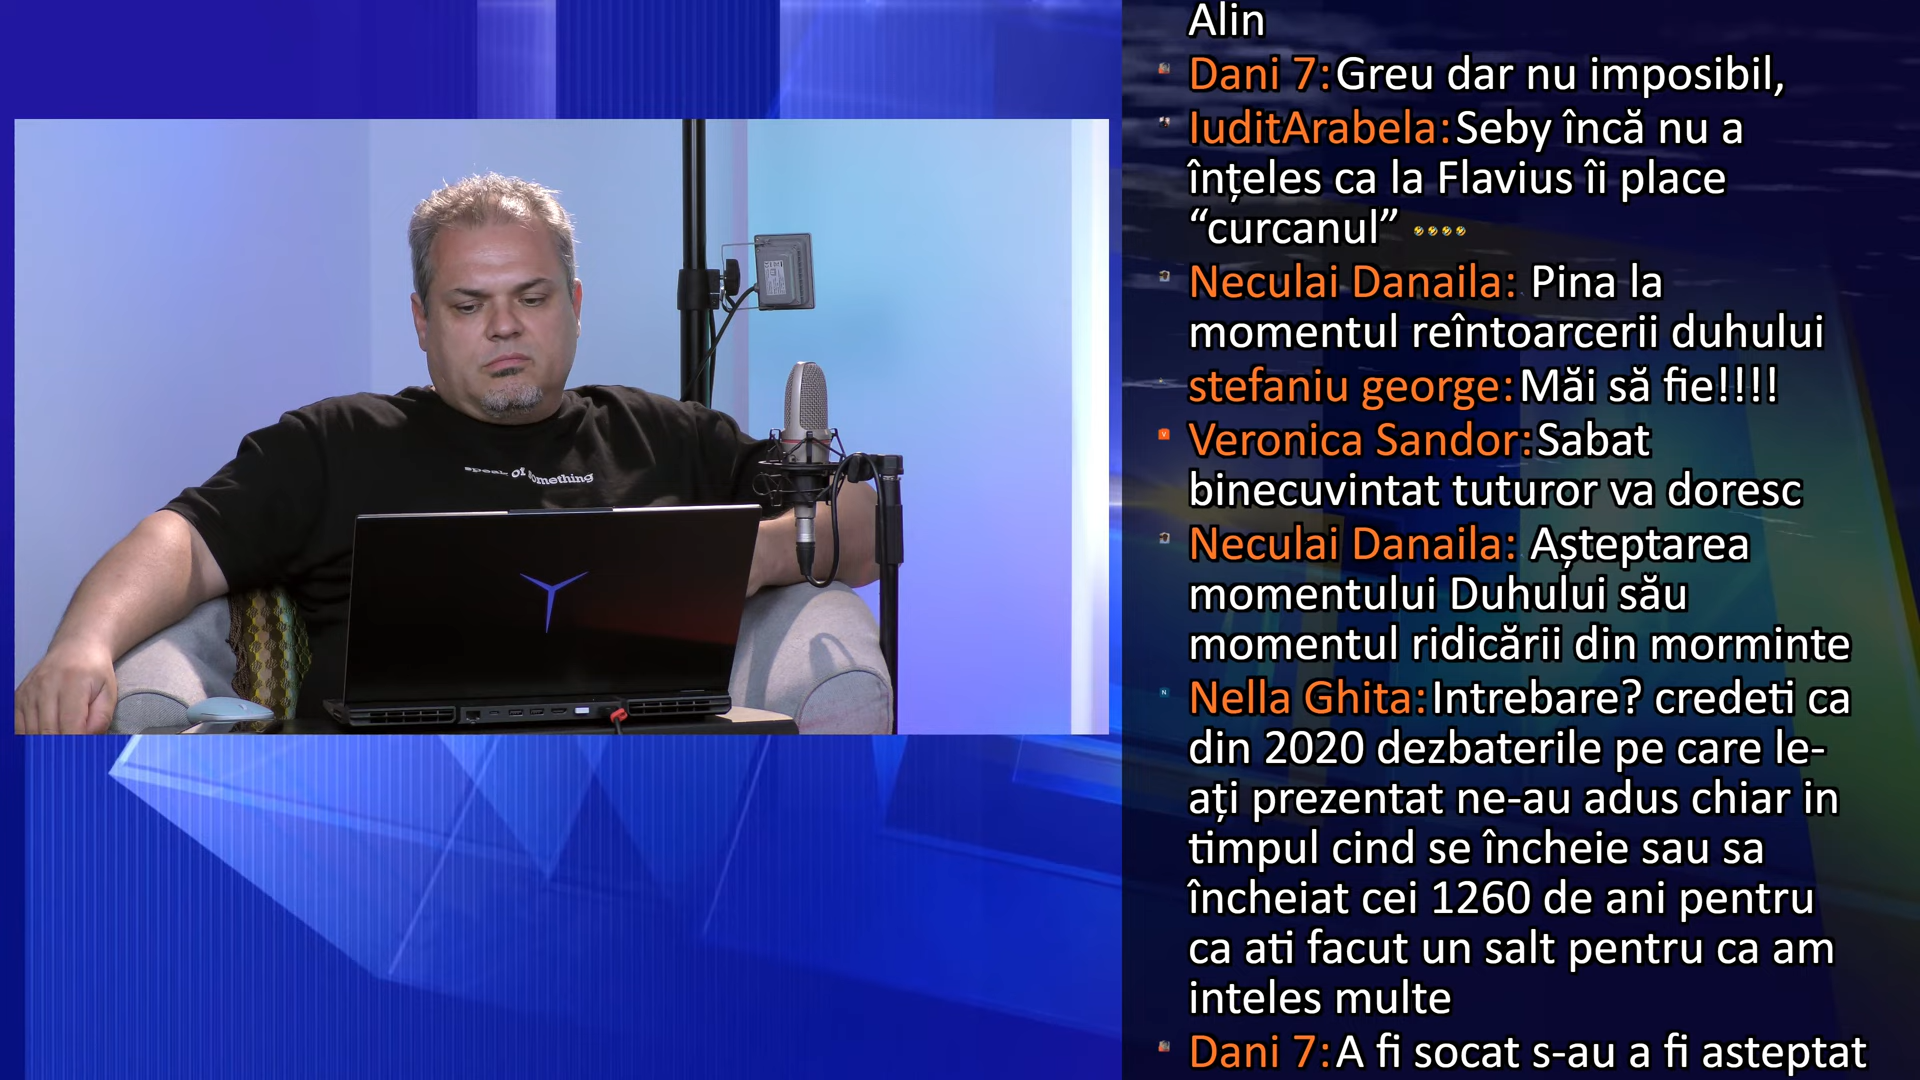 speak of something
Alin
Dani 7: Greu dar nu imposibil,
IuditArabela: Seby încă nu a
înțeles ca la Flavius îi place
“curcanul” 🤣🤣🤣🤣
Neculai Danaila: Pina la
momentul reîntoarcerii duhului
stefaniu george: Măi să fie!!!!
Veronica Sandor: Sabat
binecuvintat tuturor va doresc
Neculai Danaila: Așteptarea
momentului Duhului său
momentul ridicării din morminte
Nella Ghita: Intrebare? credeti ca
din 2020 dezbaterile pe care le-
ați prezentat ne-au adus chiar in
timpul cind se încheie sau sa
încheiat cei 1260 de ani pentru
ca ati facut un salt pentru ca am
inteles multe
Dani 7: A fi socat s-au a fi asteptat